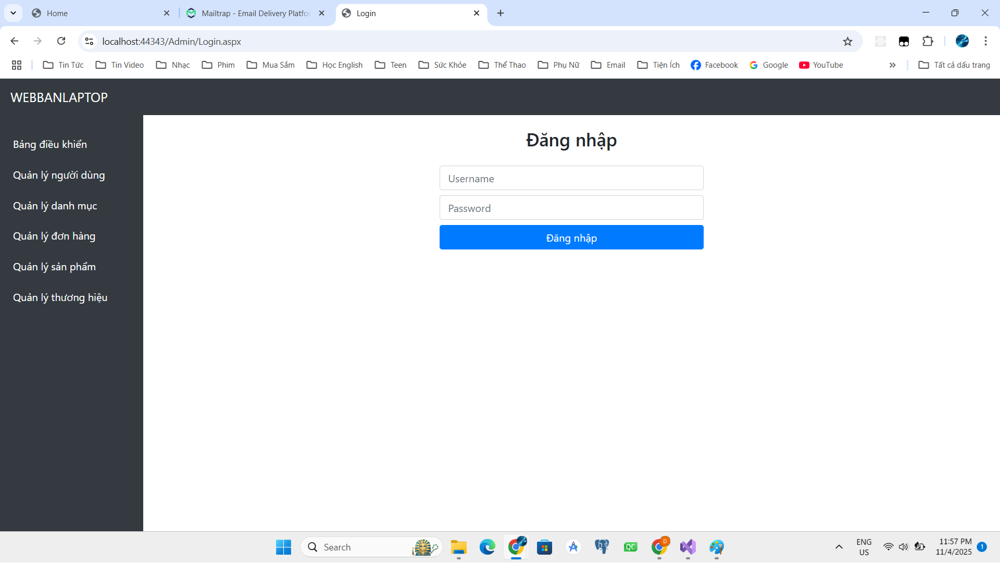 Home
Mailtrap - Email Delivery Platfo
Login
localhost:44343/Admin/Login.aspx
Tin Tức
Tin Video
Nhạc
Phim
Mua Sắm
Học English
Teen
Sức Khỏe
Thể Thao
Phụ Nữ
Email
Tiện Ích
Facebook
Google
YouTube
Tất cả dấu trang
WEBBANLAPTOP
Bảng điều khiển
Quản lý người dùng
Quản lý danh mục
Quản lý đơn hàng
Quản lý sản phẩm
Quản lý thương hiệu
Đăng nhập
Username
Password
Đăng nhập
Search
QC
D
ENG
US
11:57 PM
11/4/2025
1